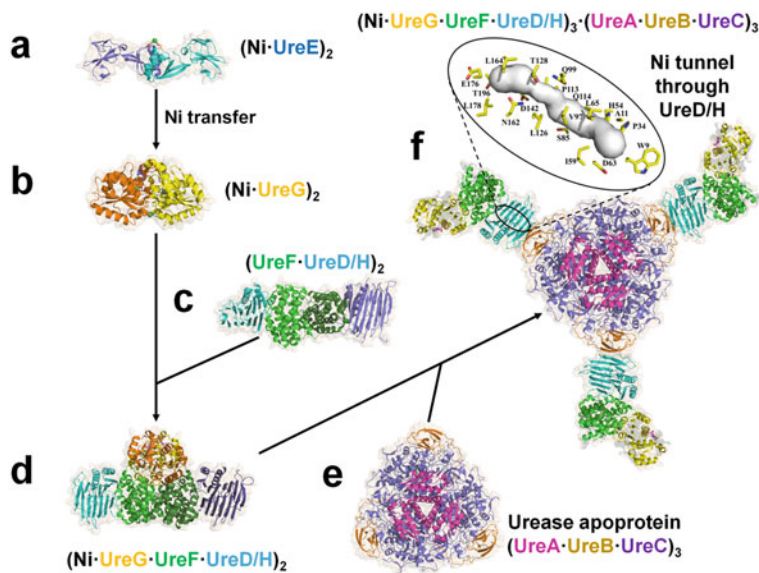 (Ni·UreG·UreF·UreD/H)₃·(UreA·UreB·UreC)₃
a
(Ni·UreE)₂
Ni transfer
b
(Ni·UreG)₂
c
(UreF·UreD/H)₂
d
(Ni·UreG·UreF·UreD/H)₂
e
Urease apoprotein
(UreA·UreB·UreC)₃
f
Ni tunnel
through
UreD/H
L164
T128
Q99
E176
P113
T196
Q114
D142
L65
H54
L178
A11
V97
P34
N162
L126
S85
W9
I59
D63